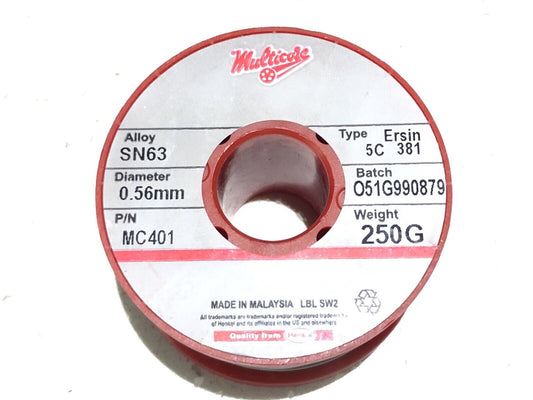 Multicore
Alloy
SN63
Type Ersin
5C 381
Diameter
0.56mm
Batch
O51G990879
P/N
MC401
Weight
250G
MADE IN MALAYSIA LBL SW2
All trademarks are trademarks and/or registered trademarks
of Henkel and its affiliates in the US and elsewhere
Quality from Henkel